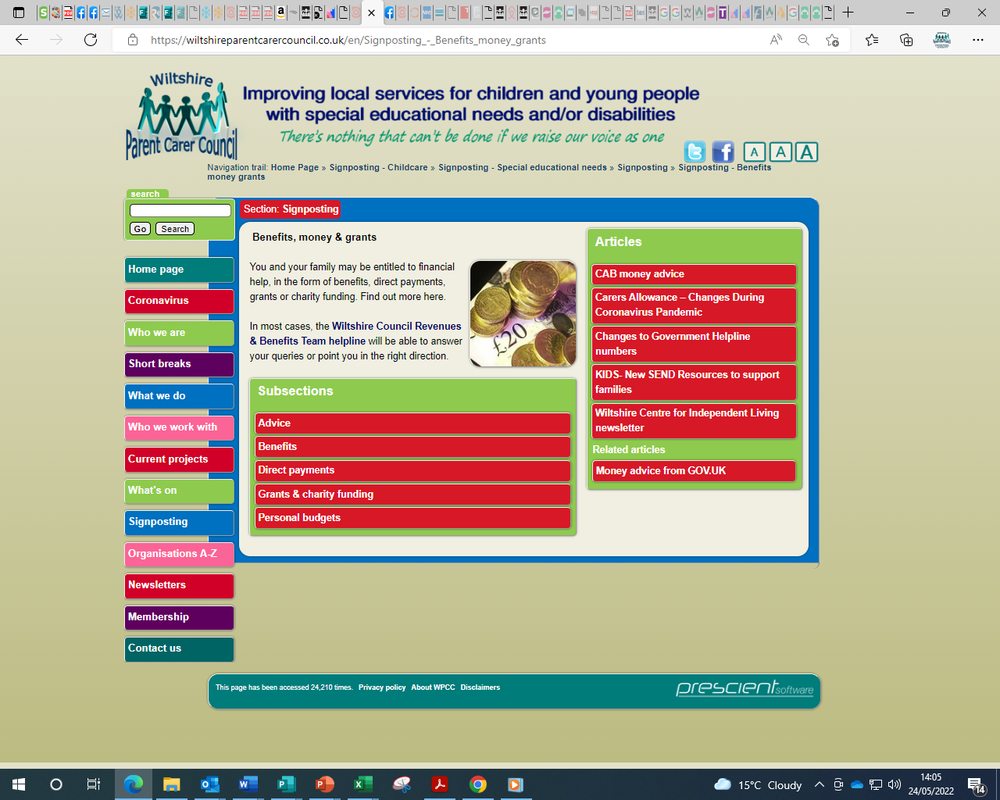 https://wiltshireparentcarercouncil.co.uk/en/Signposting_-_Benefits_money_grants
Wiltshire
Parent Carer Council
Improving local services for children and young people
with special educational needs and/or disabilities
There's nothing that can't be done if we raise our voice as one
A A A
Navigation trail: Home Page » Signposting - Childcare » Signposting - Special educational needs » Signposting » Signposting - Benefits
money grants
search
Go Search
Home page
Coronavirus
Who we are
Short breaks
What we do
Who we work with
Current projects
What's on
Signposting
Organisations A-Z
Newsletters
Membership
Contact us
Section: Signposting
Benefits, money & grants
You and your family may be entitled to financial
help, in the form of benefits, direct payments,
grants or charity funding. Find out more here.
In most cases, the Wiltshire Council Revenues
& Benefits Team helpline will be able to answer
your queries or point you in the right direction.
£20
Subsections
Advice
Benefits
Direct payments
Grants & charity funding
Personal budgets
Articles
CAB money advice
Carers Allowance – Changes During
Coronavirus Pandemic
Changes to Government Helpline
numbers
KIDS- New SEND Resources to support
families
Wiltshire Centre for Independent Living
newsletter
Related articles
Money advice from GOV.UK
This page has been accessed 24,210 times. Privacy policy About WPCC Disclaimers
prescient software
15°C Cloudy
14:05
24/05/2022
14